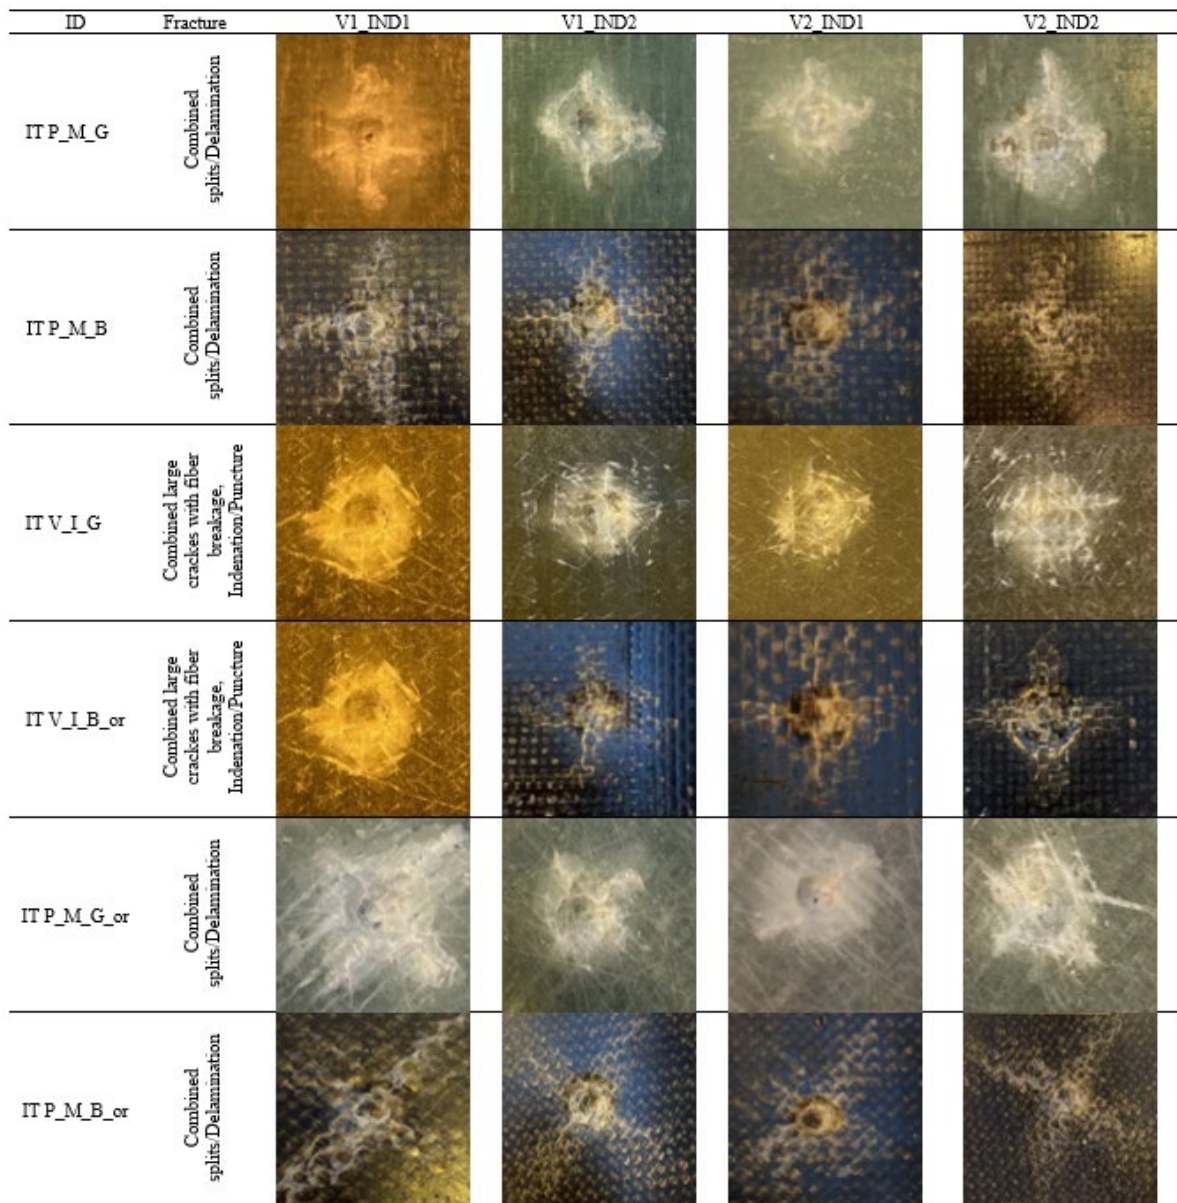 ID Fracture V1_IND1 V1_IND2 V2_IND1 V2_IND2
IT P_M_G
Combined
splits/Delamination
IT P_M_B
Combined
splits/Delamination
IT V_I_G
Combined large
crackes with fiber
breakage,
Indenation/Puncture
IT V_I_B_or
Combined large
crackes with fiber
breakage,
Indenation/Puncture
IT P_M_G_or
Combined
splits/Delamination
IT P_M_B_or
Combined
splits/Delamination